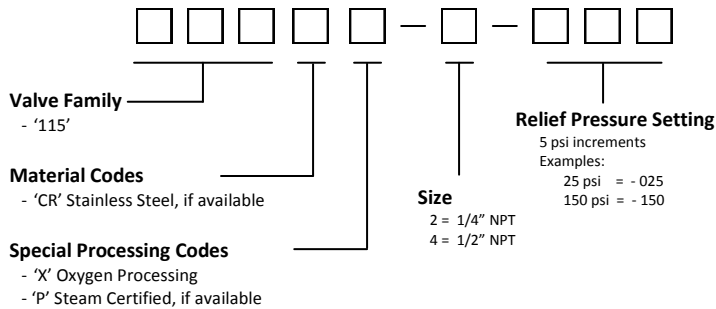 Valve Family
- ‘115’
Material Codes
- ‘CR’ Stainless Steel, if available
Special Processing Codes
- ‘X’ Oxygen Processing
- ‘P’ Steam Certified, if available
Size
2 = 1/4” NPT
4 = 1/2” NPT
Relief Pressure Setting
5 psi increments
Examples:
25 psi = - 025
150 psi = - 150